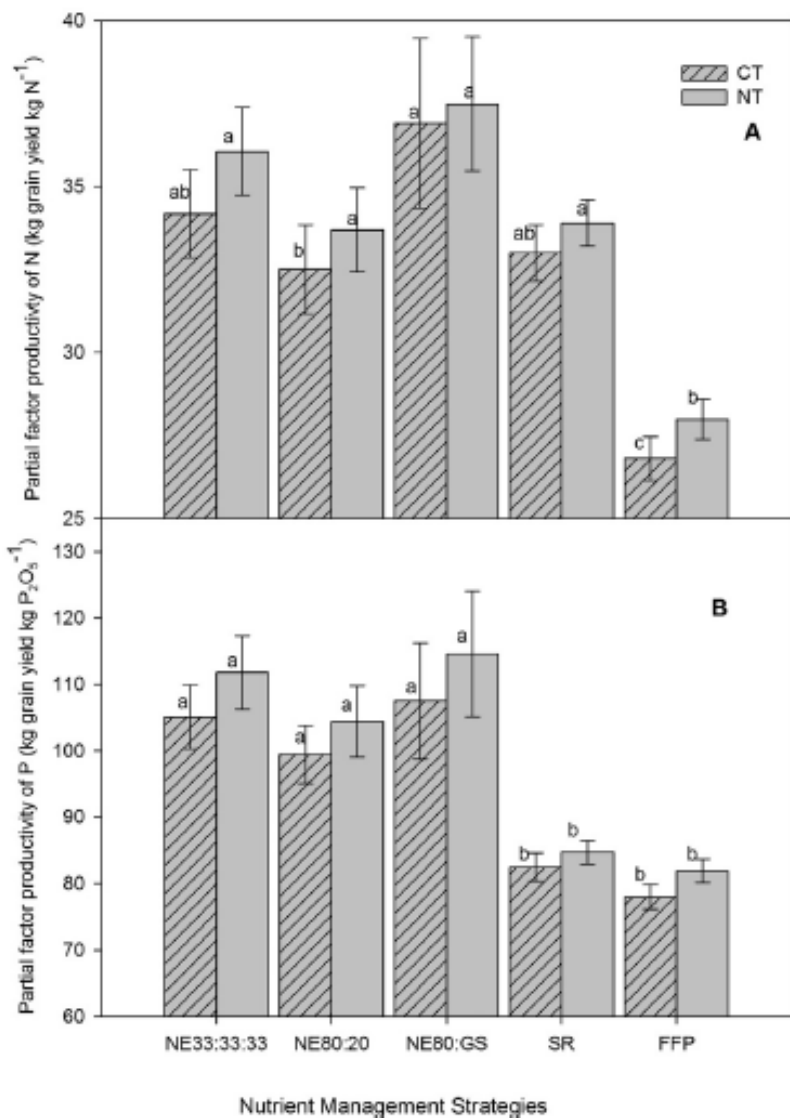 Partial factor productivty of N (kg grain yield kg N⁻¹)
40
35
30
25
CT
NT
A
ab
a
b
a
a
a
ab
a
c
b
Partial factor productivity of P (kg grain yield kg P₂O₅⁻¹)
130
120
110
100
90
80
70
60
B
a
a
a
a
a
a
b
b
b
b
NE33:33:33 NE80:20 NE80:GS SR FFP
Nutrient Management Strategies